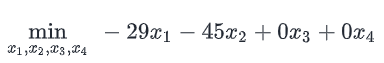 min −29x₁ − 45x₂ + 0x₃ + 0x₄
x₁,x₂,x₃,x₄